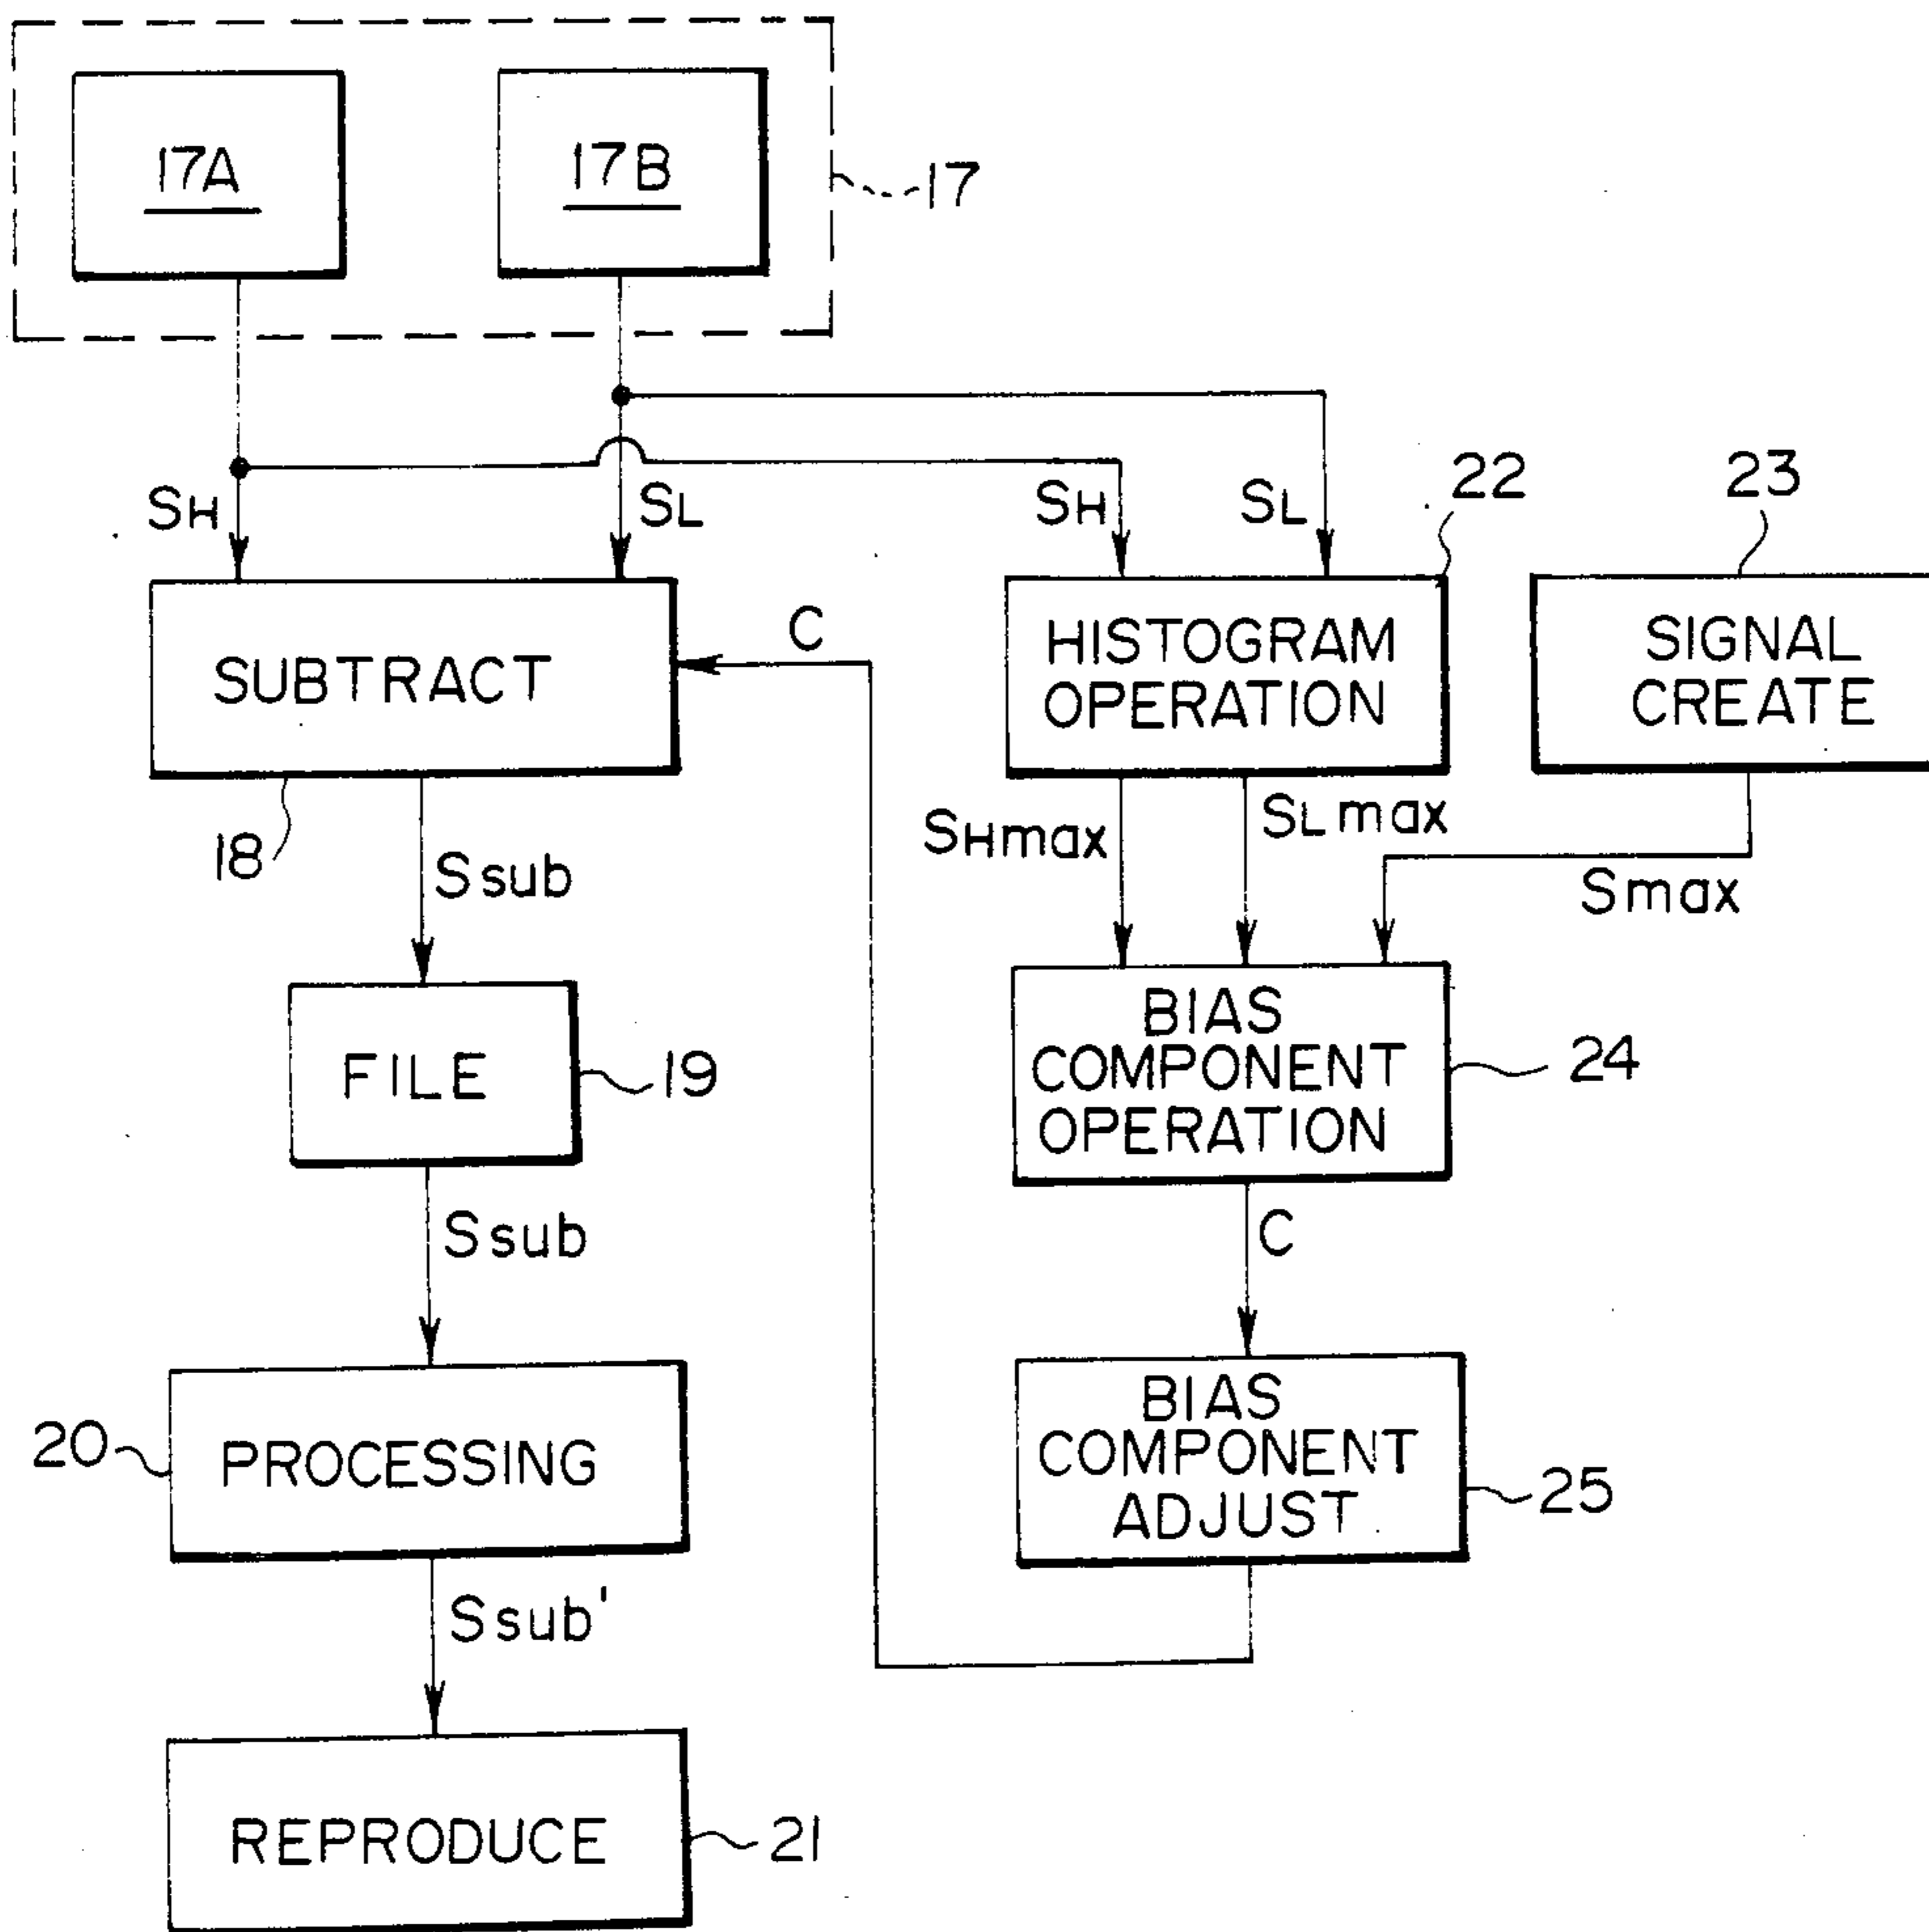 17A
17B
17
SH
SL
SH
SL
22
23
SUBTRACT
C
HISTOGRAM
OPERATION
SIGNAL
CREATE
18
Ssub
SHmax
SLmax
Smax
FILE
19
BIAS
COMPONENT
OPERATION
24
Ssub
C
20
PROCESSING
BIAS
COMPONENT
ADJUST
25
Ssub'
REPRODUCE
21